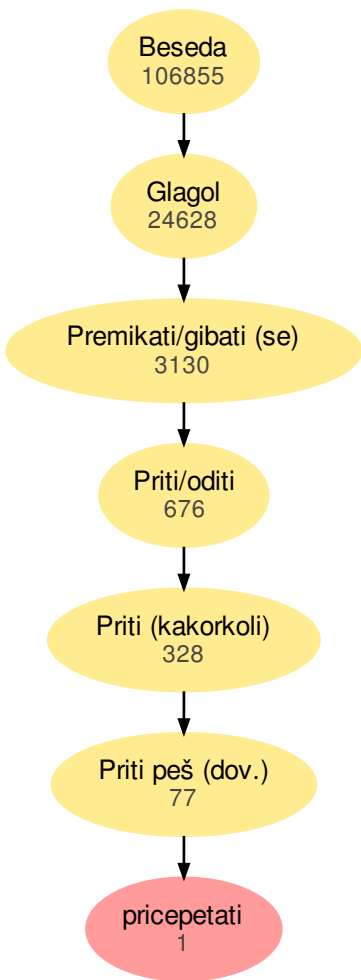 Beseda
106855
Glagol
24628
Premikati/gibati (se)
3130
Priti/oditi
676
Priti (kakorkoli)
328
Priti peš (dov.)
77
pricepetati
1